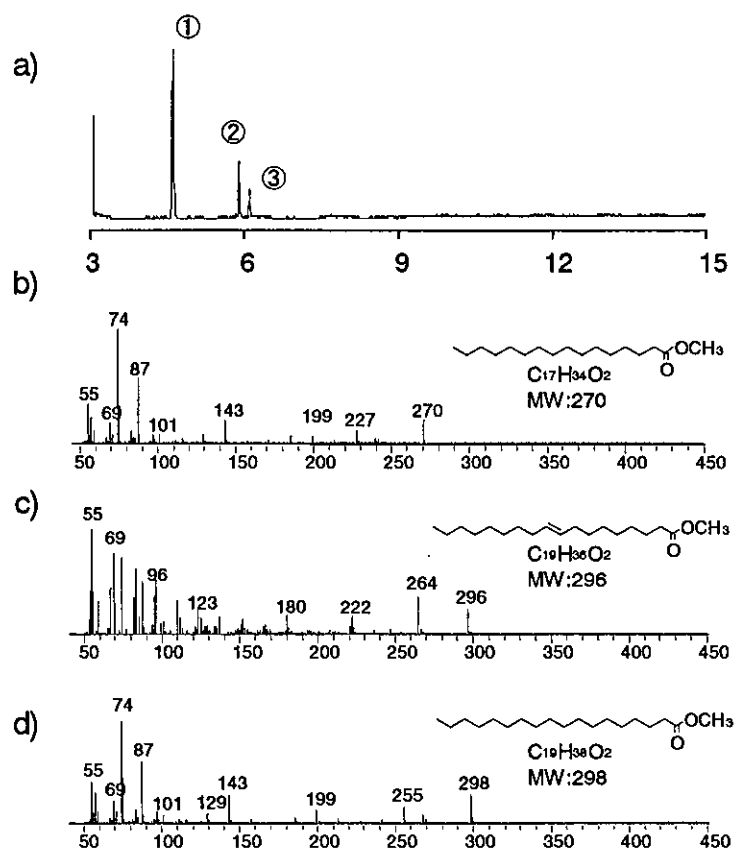 a)
①
②
③
3 6 9 12 15
b)
74
87
55
69
101
143
199
227
270
OCH3
O
C17H34O2
MW:270
50 100 150 200 250 300 350 400 450
c)
55
69
96
123
180
222
264
296
OCH3
O
C19H36O2
MW:296
50 100 150 200 250 300 350 400 450
d)
74
87
55
69
101
129
143
199
255
298
OCH3
O
C19H38O2
MW:298
50 100 150 200 250 300 350 400 450